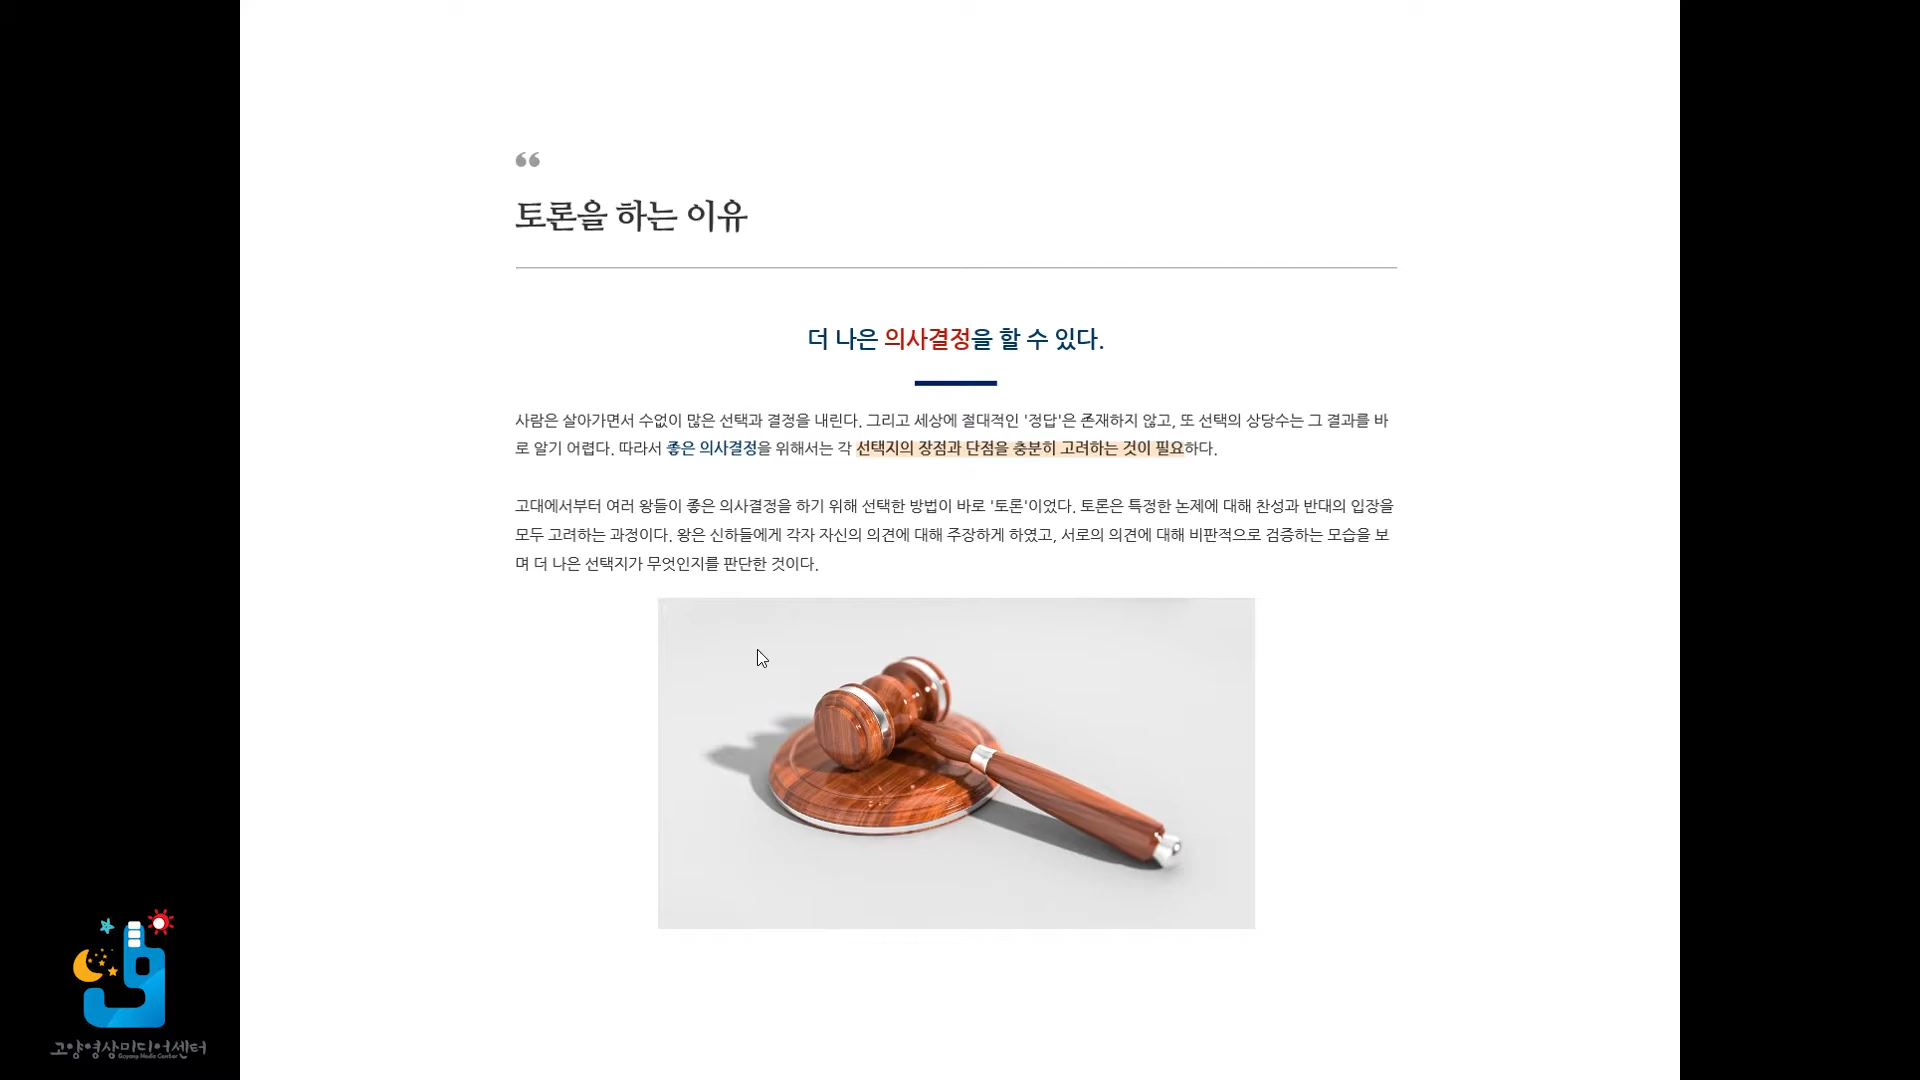 “
토론을 하는 이유
더 나은 의사결정을 할 수 있다.
사람은 살아가면서 수없이 많은 선택과 결정을 내린다. 그리고 세상에 절대적인 '정답'은 존재하지 않고, 또 선택의 상당수는 그 결과를 바
로 알기 어렵다. 따라서 좋은 의사결정을 위해서는 각 선택지의 장점과 단점을 충분히 고려하는 것이 필요하다.
고대에서부터 여러 왕들이 좋은 의사결정을 하기 위해 선택한 방법이 바로 '토론'이었다. 토론은 특정한 논제에 대해 찬성과 반대의 입장을
모두 고려하는 과정이다. 왕은 신하들에게 각자 자신의 의견에 대해 주장하게 하였고, 서로의 의견에 대해 비판적으로 검증하는 모습을 보
며 더 나은 선택지가 무엇인지를 판단한 것이다.
고양영상미디어센터
Goyang Media Center